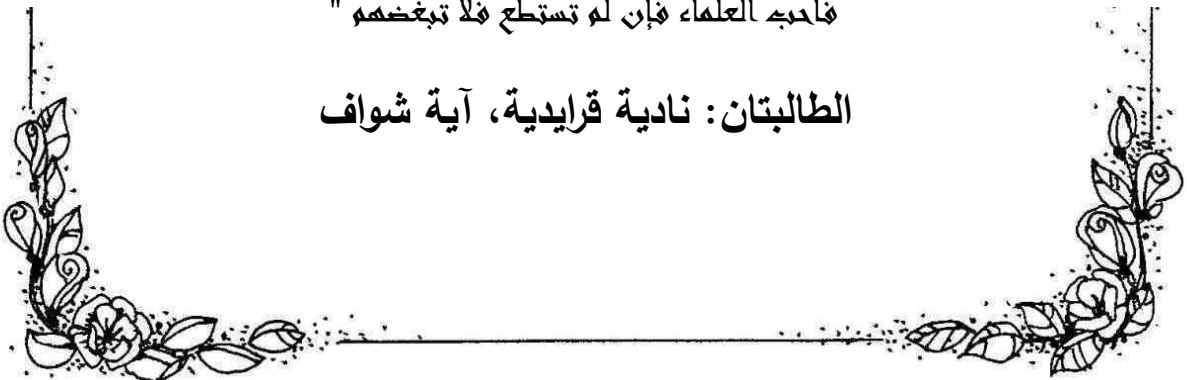 فأحب العلماء فإن لم تستطع فلا تبغضهم "
الطالبتان: نادية قرايدية، آية شواف